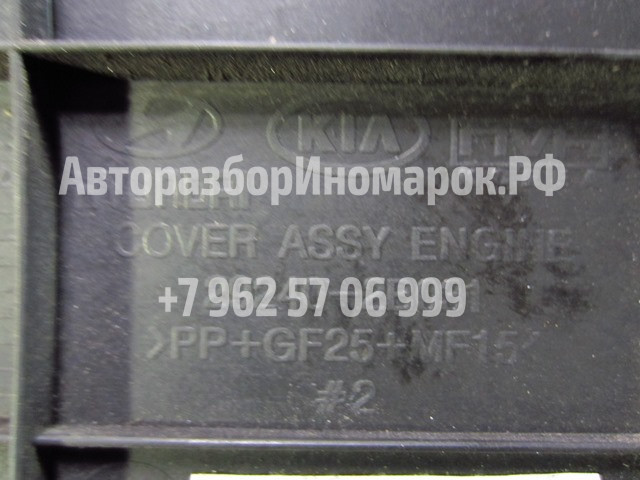 KIA
АвторазборИномарок.РФ
COVER ASSY ENGINE
+7 962 57 06 999
>PP+GF25+MF15<
#2